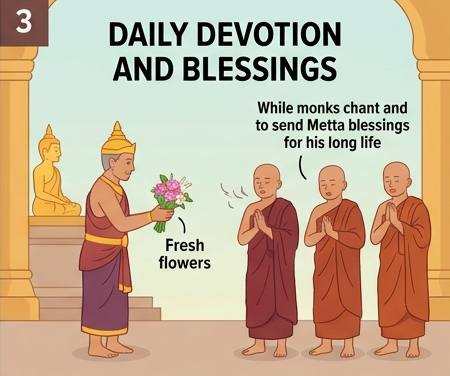 3
DAILY DEVOTION
AND BLESSINGS
While monks chant and
to send Metta blessings
for his long life
Fresh
flowers